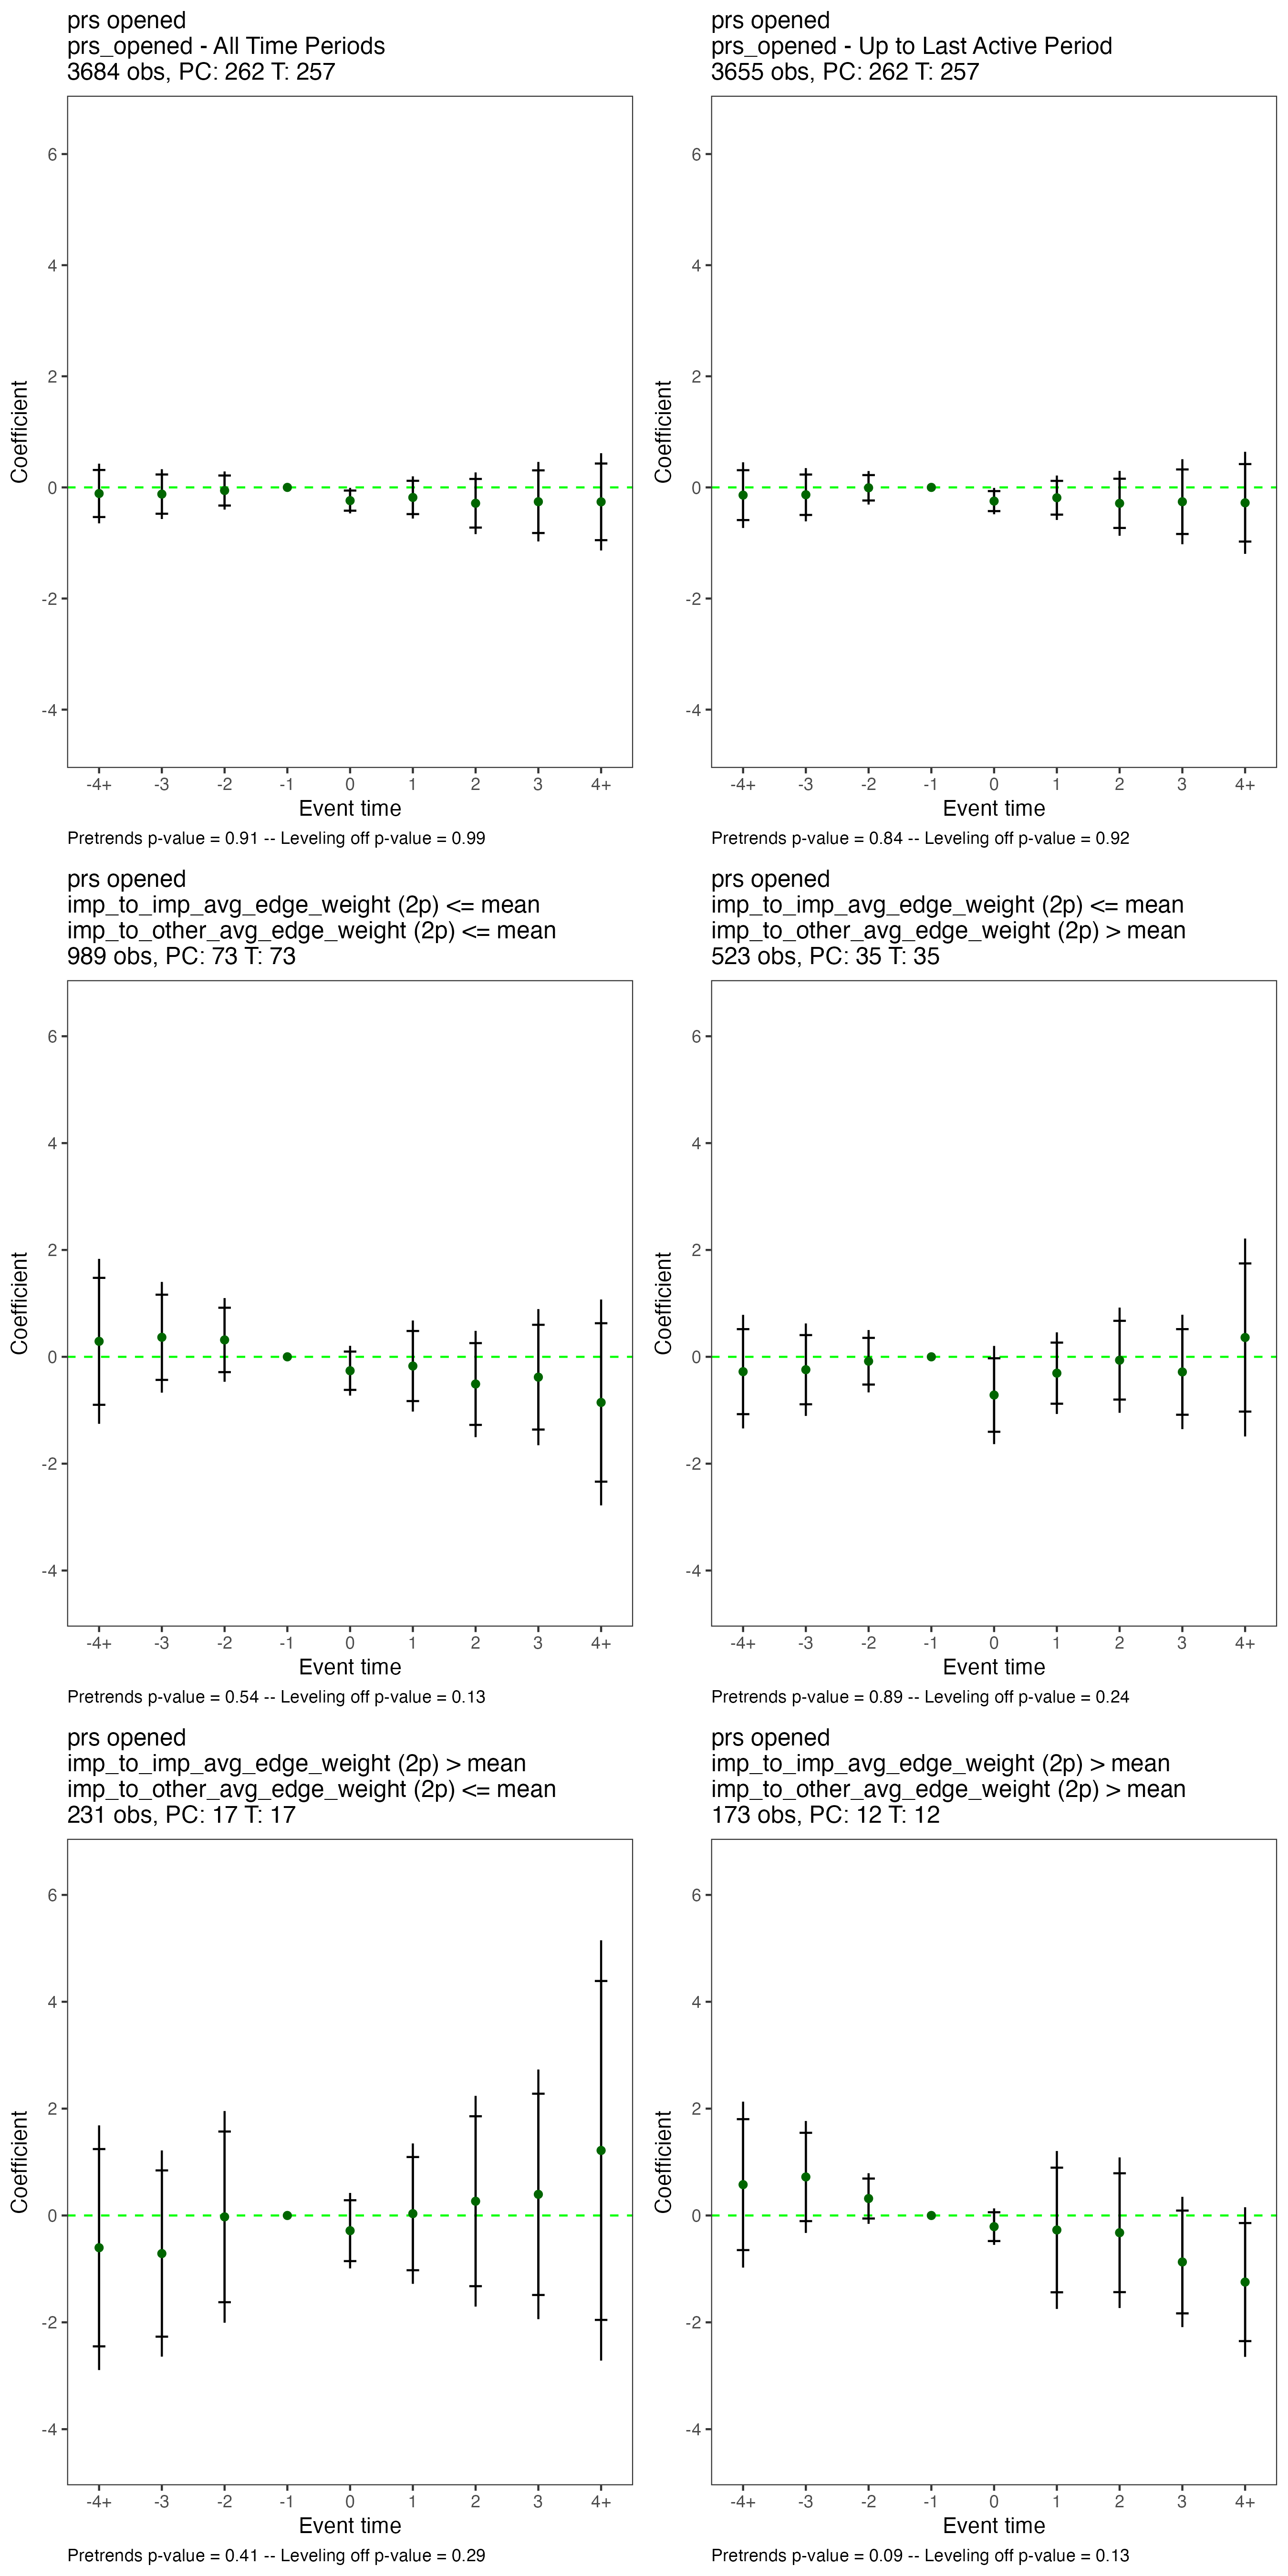 prs opened
prs_opened - All Time Periods
3684 obs, PC: 262 T: 257
Coefficient
6
4
2
0
-2
-4
-4+ -3 -2 -1 0 1 2 3 4+
Event time
Pretrends p-value = 0.91 -- Leveling off p-value = 0.99
prs opened
prs_opened - Up to Last Active Period
3655 obs, PC: 262 T: 257
Coefficient
6
4
2
0
-2
-4
-4+ -3 -2 -1 0 1 2 3 4+
Event time
Pretrends p-value = 0.84 -- Leveling off p-value = 0.92
prs opened
imp_to_imp_avg_edge_weight (2p) <= mean
imp_to_other_avg_edge_weight (2p) <= mean
989 obs, PC: 73 T: 73
Coefficient
6
4
2
0
-2
-4
-4+ -3 -2 -1 0 1 2 3 4+
Event time
Pretrends p-value = 0.54 -- Leveling off p-value = 0.13
prs opened
imp_to_imp_avg_edge_weight (2p) <= mean
imp_to_other_avg_edge_weight (2p) > mean
523 obs, PC: 35 T: 35
Coefficient
6
4
2
0
-2
-4
-4+ -3 -2 -1 0 1 2 3 4+
Event time
Pretrends p-value = 0.89 -- Leveling off p-value = 0.24
prs opened
imp_to_imp_avg_edge_weight (2p) > mean
imp_to_other_avg_edge_weight (2p) <= mean
231 obs, PC: 17 T: 17
Coefficient
6
4
2
0
-2
-4
-4+ -3 -2 -1 0 1 2 3 4+
Event time
Pretrends p-value = 0.41 -- Leveling off p-value = 0.29
prs opened
imp_to_imp_avg_edge_weight (2p) > mean
imp_to_other_avg_edge_weight (2p) > mean
173 obs, PC: 12 T: 12
Coefficient
6
4
2
0
-2
-4
-4+ -3 -2 -1 0 1 2 3 4+
Event time
Pretrends p-value = 0.09 -- Leveling off p-value = 0.13